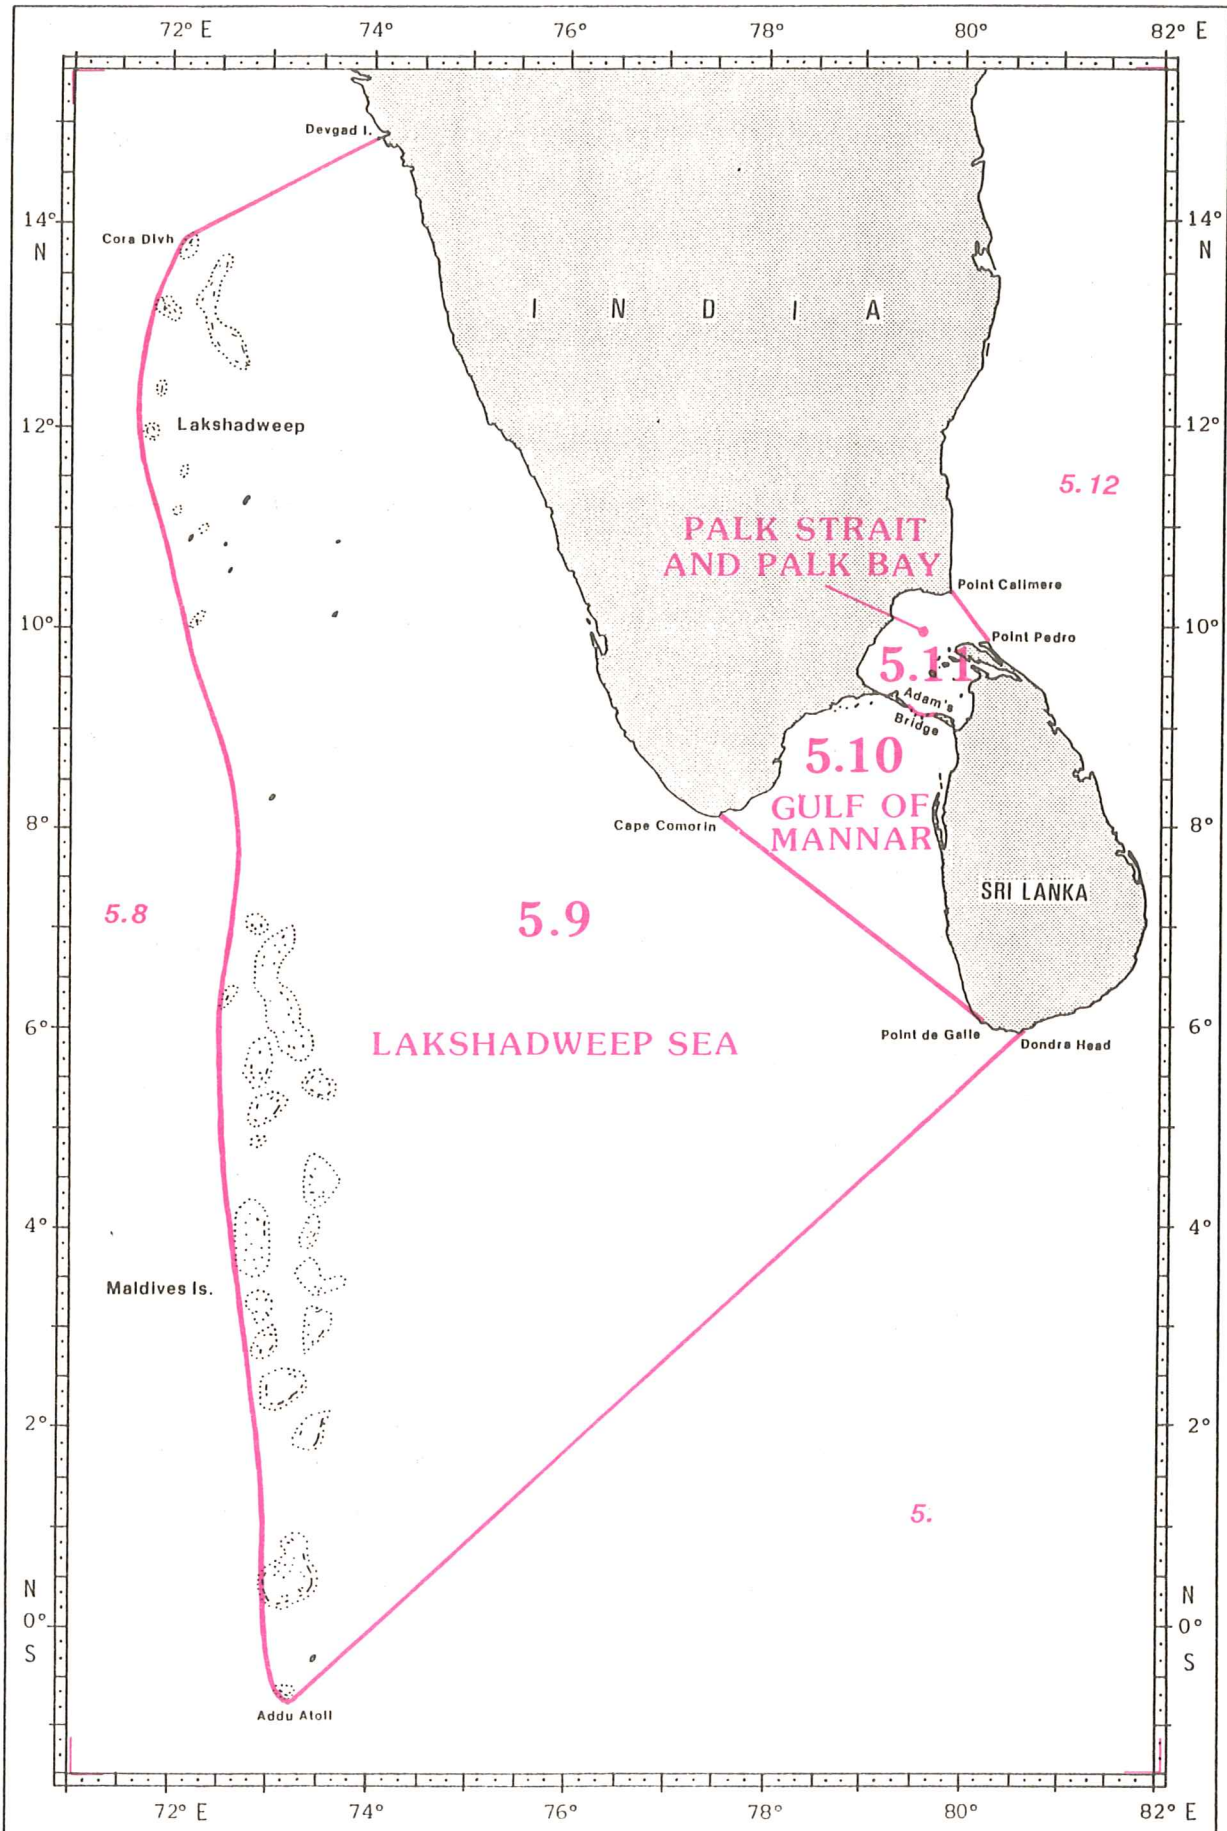 72° E 74° 76° 78° 80° 82° E
Devgad I.
14° 14°
N N
Cora Divh
I N D I A
12° 12°
Lakshadweep
5.12
PALK STRAIT
AND PALK BAY
Point Calimere
10° 10°
Point Pedro
5.11
Adam's
Bridge
5.10
GULF OF
MANNAR
8° 8°
Cape Comorin
SRI LANKA
5.8
5.9
6° 6°
Point de Galle
Dondra Head
LAKSHADWEEP SEA
4° 4°
Maldives Is.
2° 2°
5.
N N
0° 0°
S S
Addu Atoll
72° E 74° 76° 78° 80° 82° E